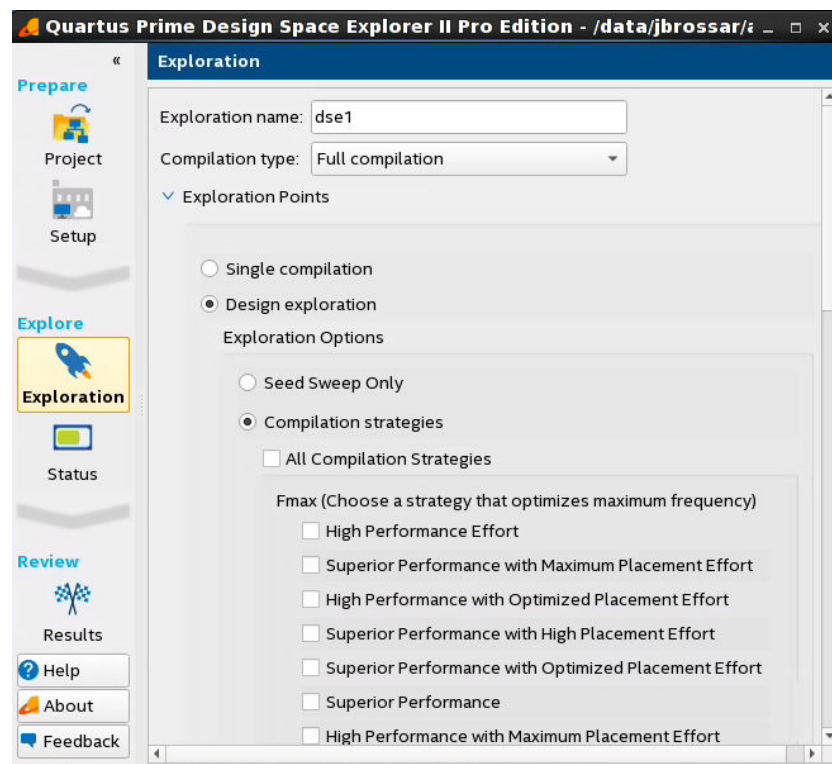 Quartus Prime Design Space Explorer II Pro Edition - /data/jbrossar/
«
Prepare
Project
Setup
Explore
Exploration
Status
Review
Results
Help
About
Feedback
Exploration
Exploration name: dse1
Compilation type: Full compilation
Exploration Points
Single compilation
Design exploration
Exploration Options
Seed Sweep Only
Compilation strategies
All Compilation Strategies
Fmax (Choose a strategy that optimizes maximum frequency)
High Performance Effort
Superior Performance with Maximum Placement Effort
High Performance with Optimized Placement Effort
Superior Performance with High Placement Effort
Superior Performance with Optimized Placement Effort
Superior Performance
High Performance with Maximum Placement Effort